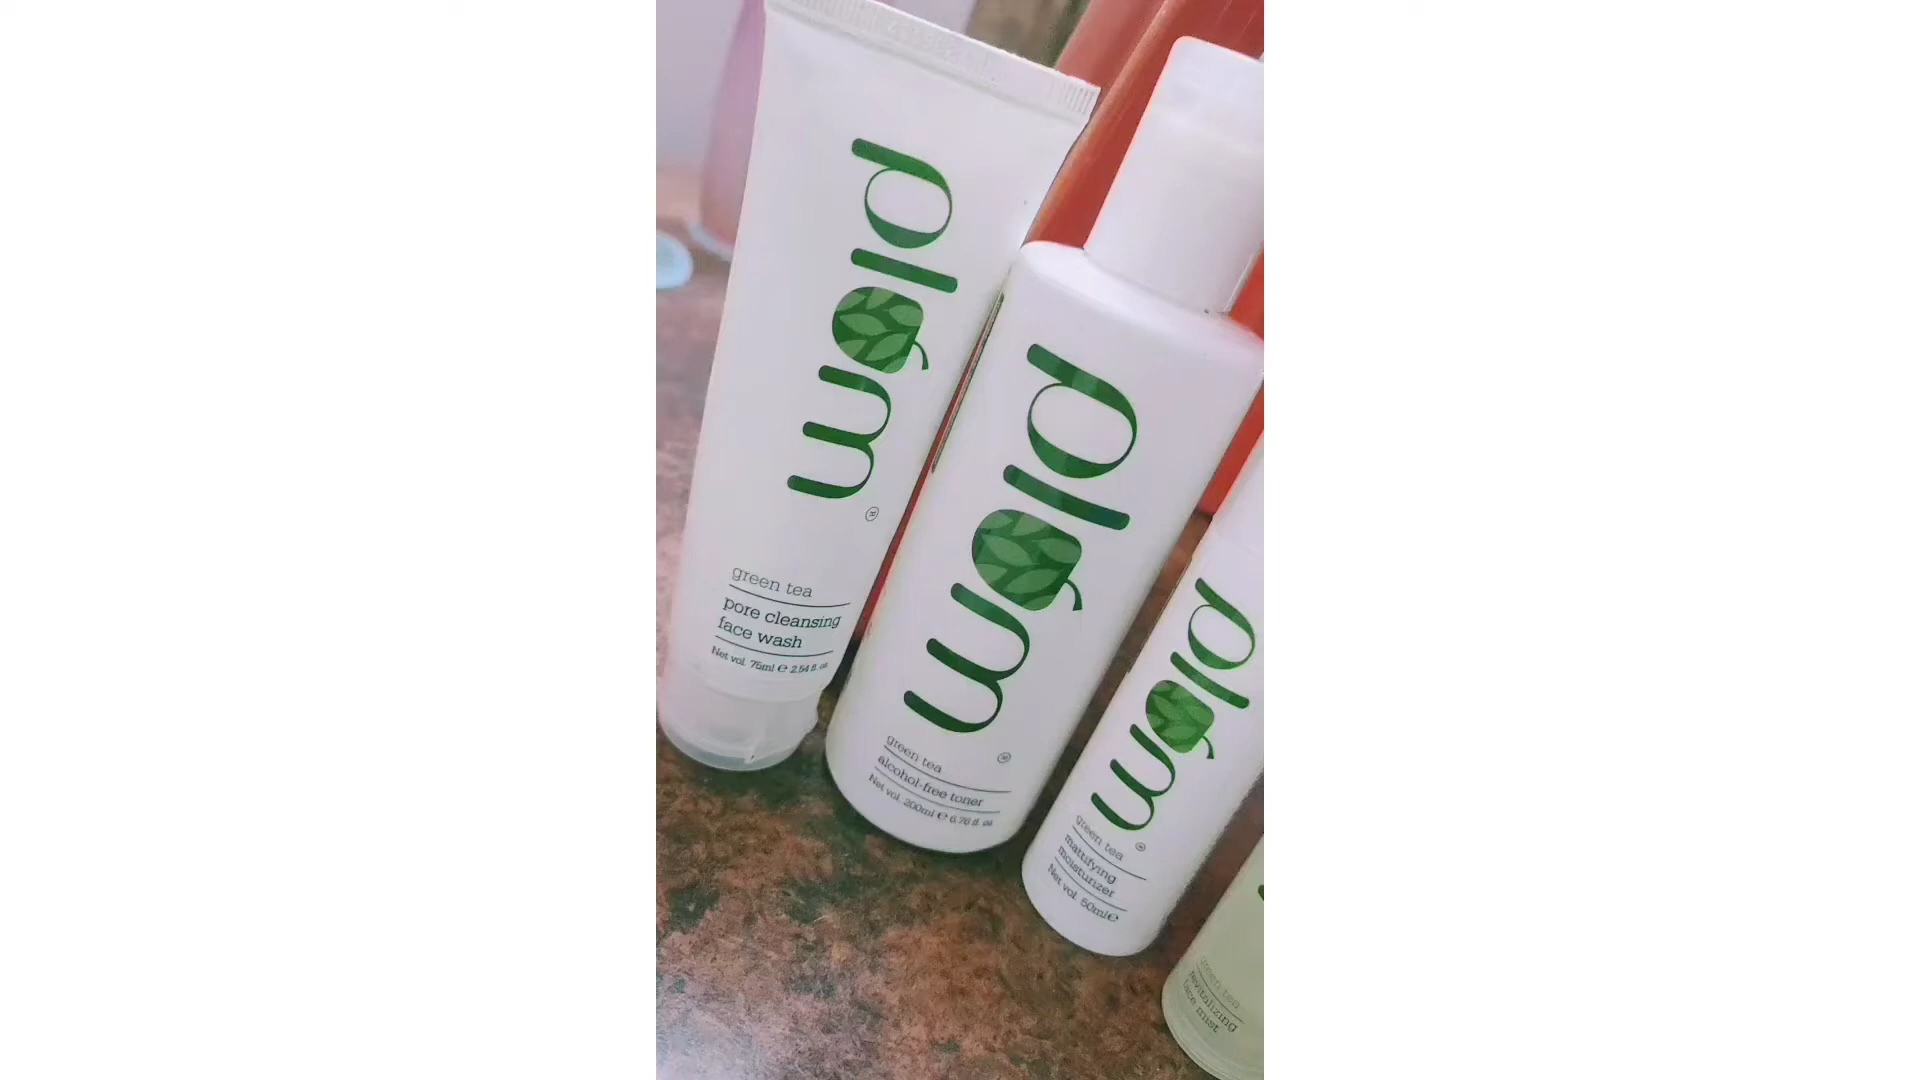 plum
®
green tea
pore cleansing
face wash
Net vol. 75ml ℮ 2.54 fl. oz
plum
®
green tea
alcohol-free toner
Net vol. 200ml ℮ 6.76 fl. oz
plum
®
green tea
mattifying
moisturizer
Net vol. 50ml℮
green tea
revitalizing
face mist